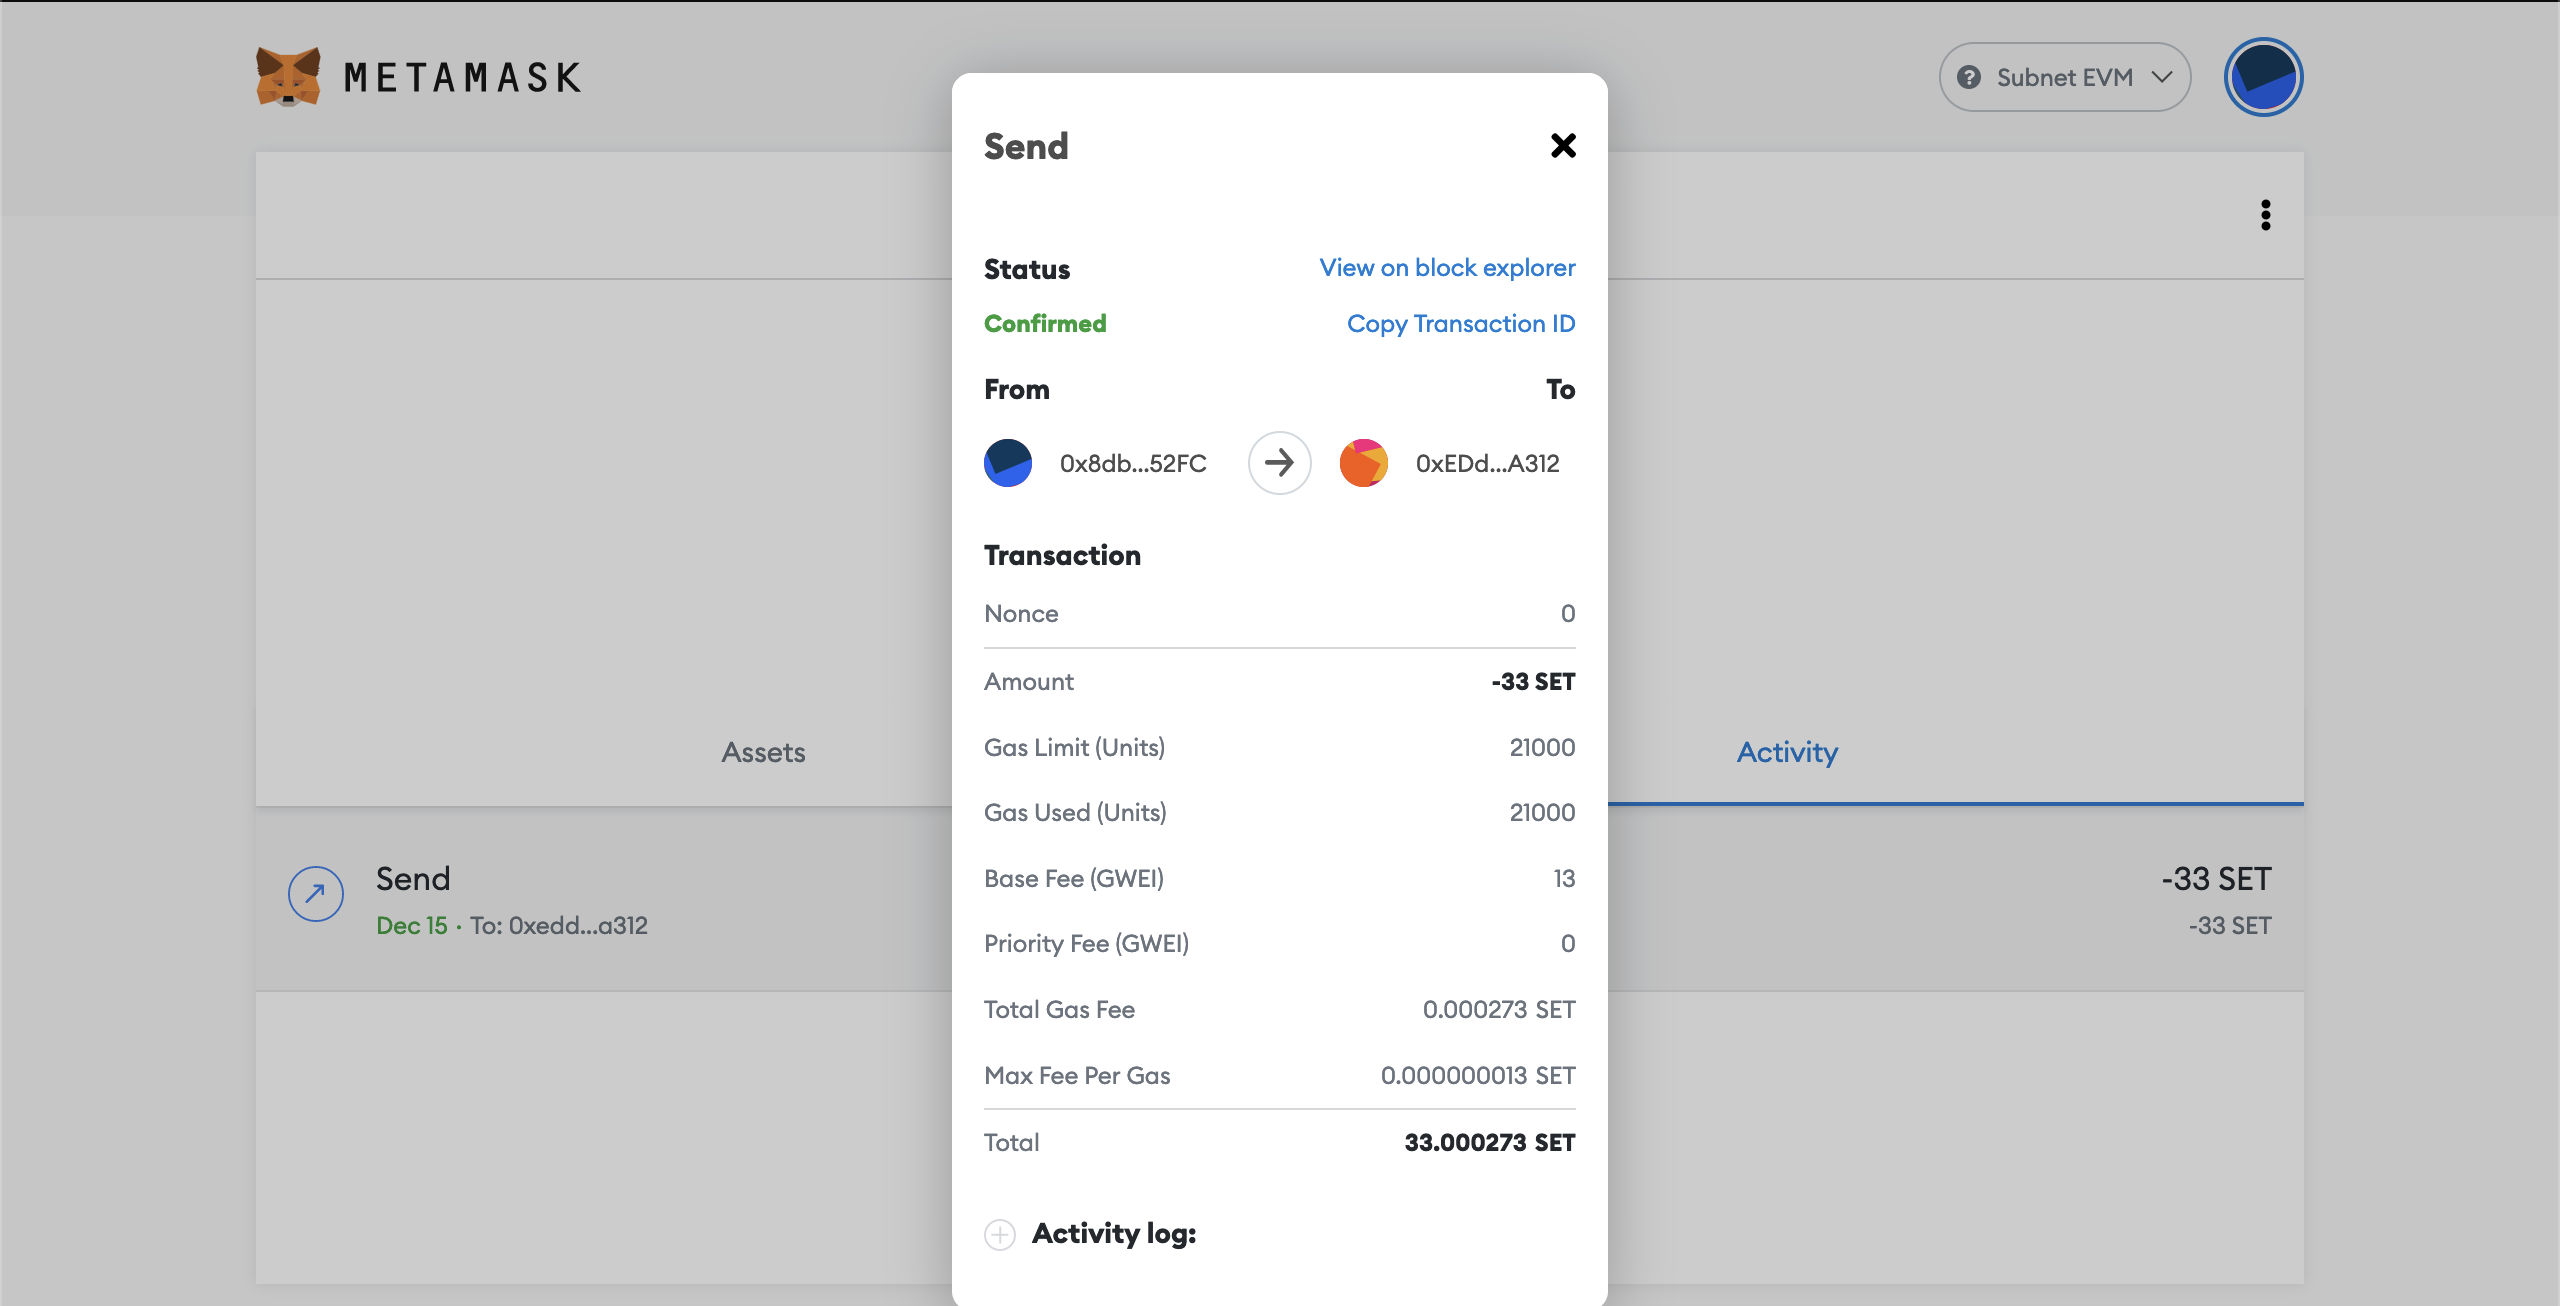 METAMASK
Subnet EVM
Send
Status
View on block explorer
Confirmed
Copy Transaction ID
From
To
0x8db...52FC
0xEDd...A312
Transaction
Nonce
0
Amount
-33 SET
Gas Limit (Units)
21000
Gas Used (Units)
21000
Base Fee (GWEI)
13
Priority Fee (GWEI)
0
Total Gas Fee
0.000273 SET
Max Fee Per Gas
0.000000013 SET
Total
33.000273 SET
Activity log:
Assets
Activity
Send
Dec 15 · To: 0xedd...a312
-33 SET
-33 SET